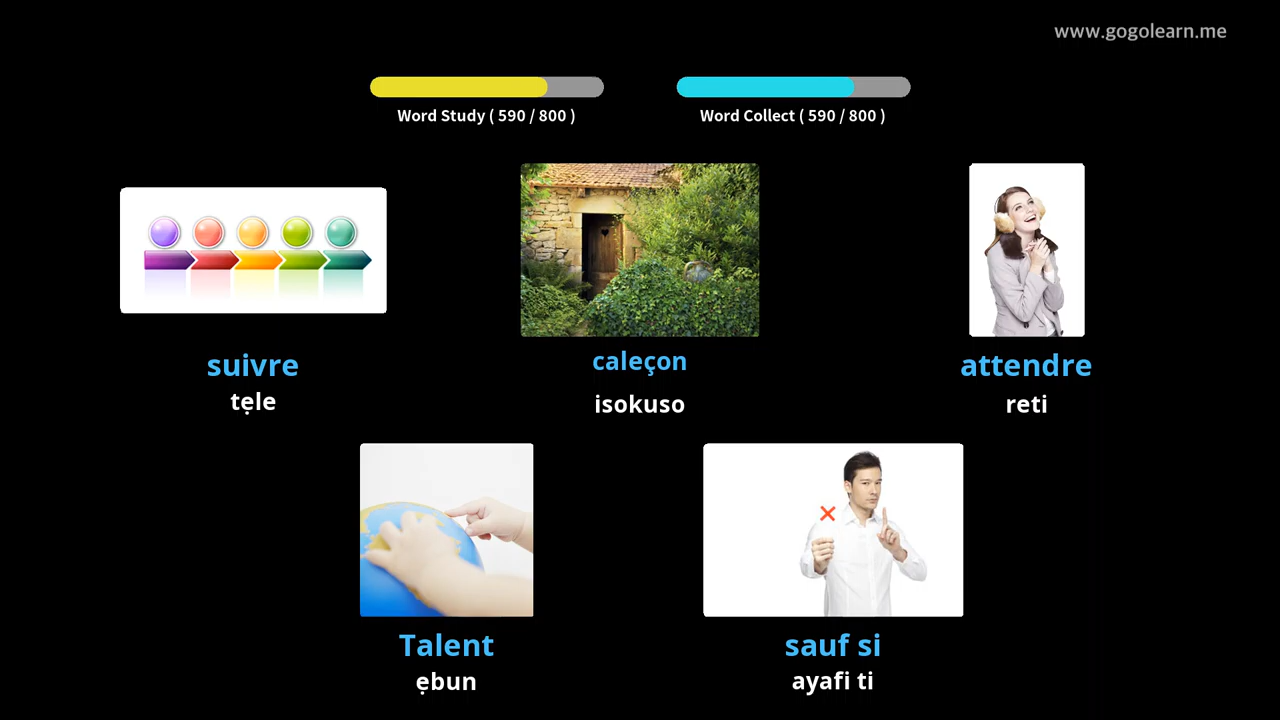 www.gogolearn.me
Word Study ( 590 / 800 )
Word Collect ( 590 / 800 )
suivre
tẹle
caleçon
isokuso
attendre
reti
Talent
ẹbun
sauf si
ayafi ti